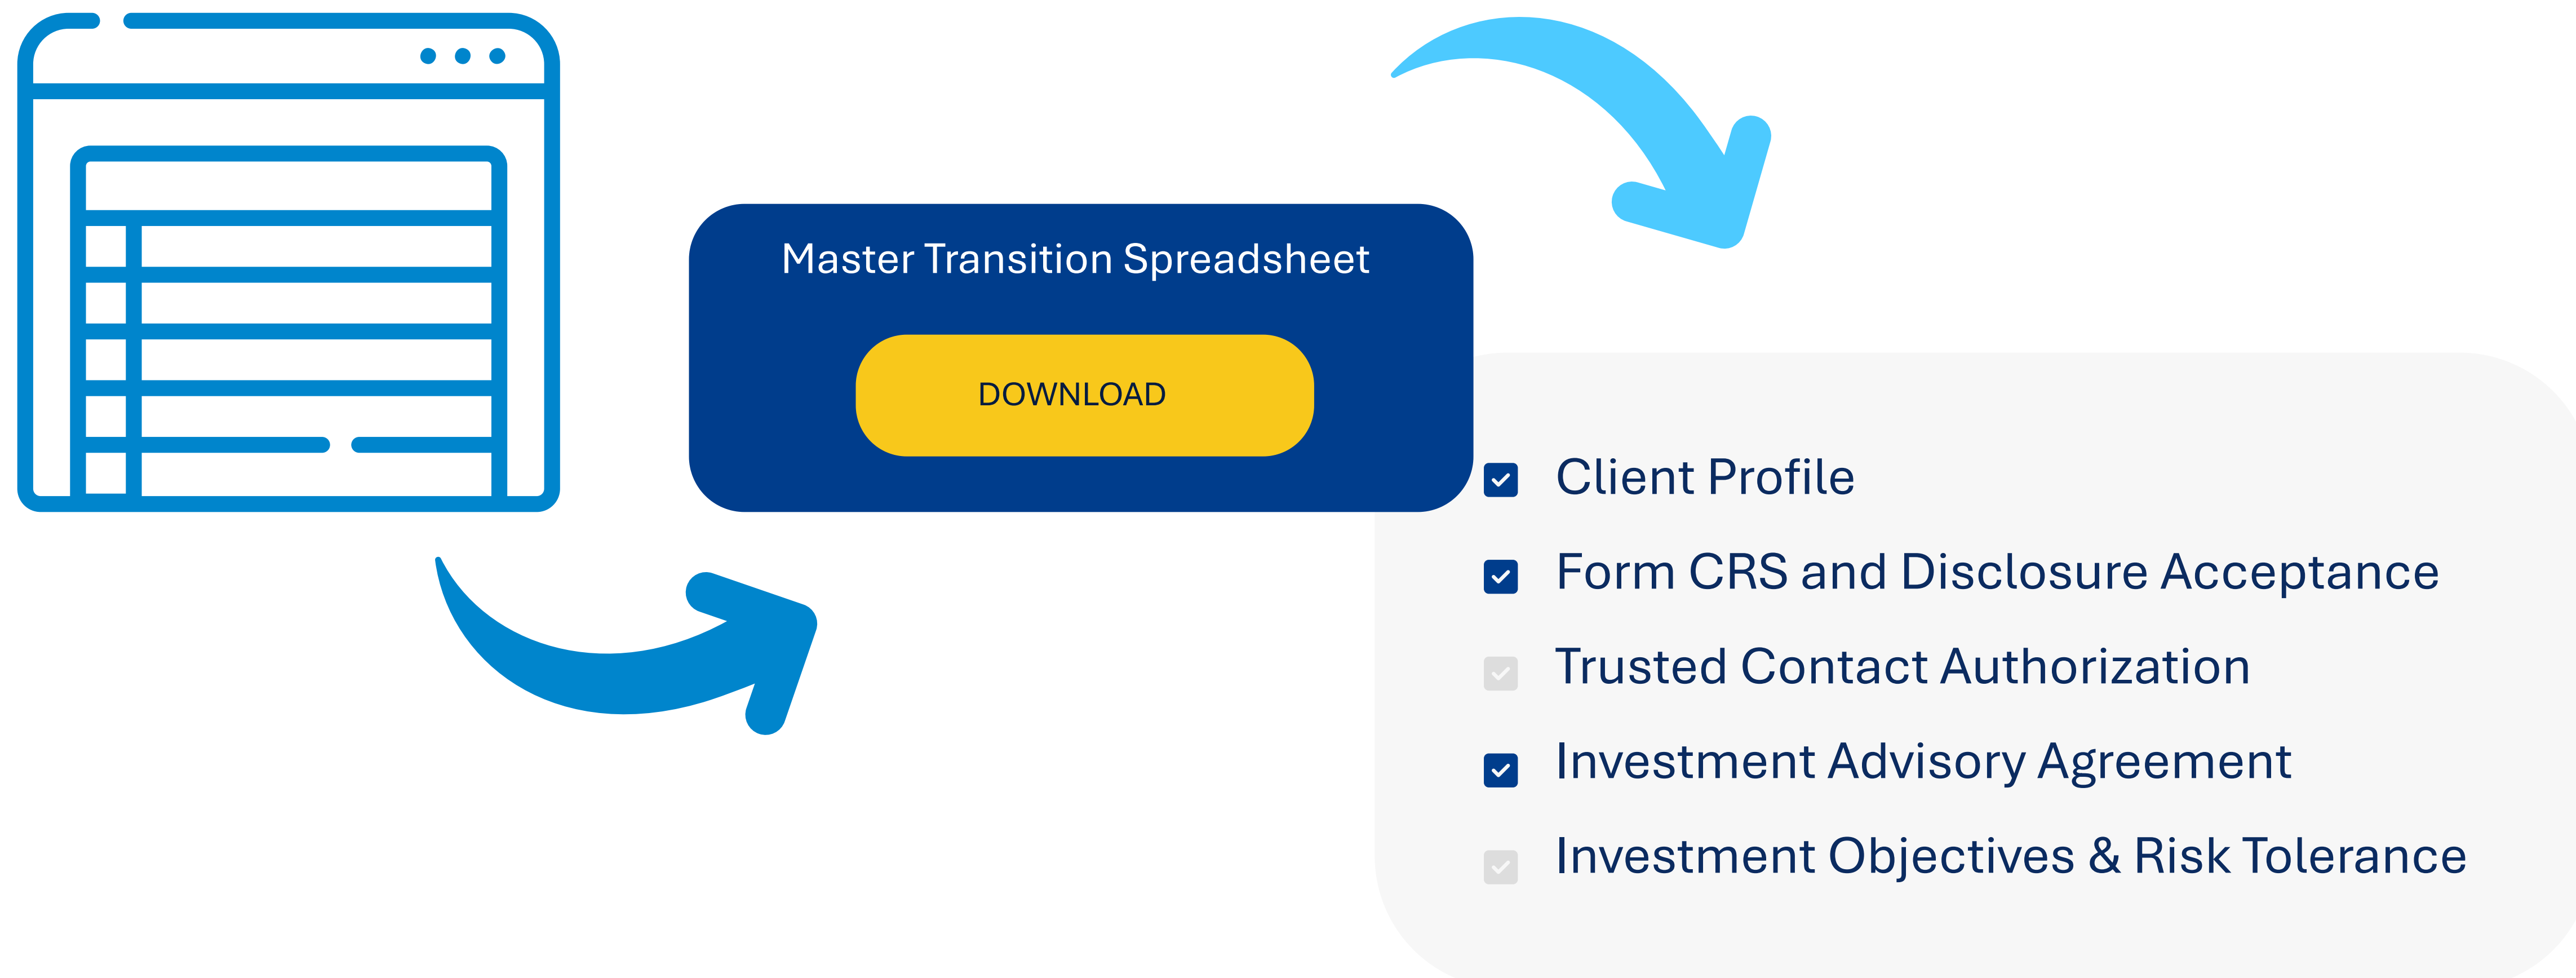 Master Transition Spreadsheet
DOWNLOAD
Client Profile
Form CRS and Disclosure Acceptance
Trusted Contact Authorization
Investment Advisory Agreement
Investment Objectives & Risk Tolerance